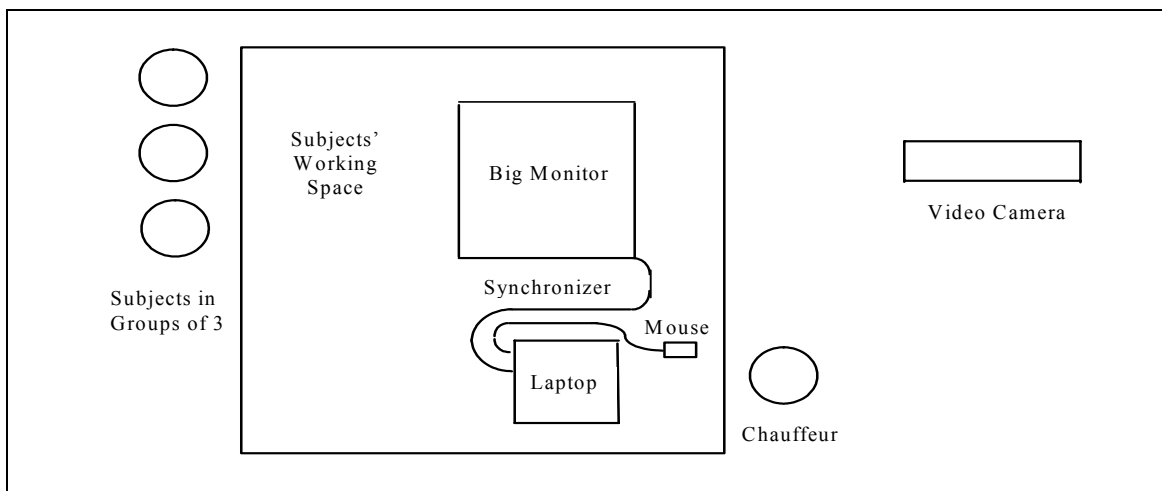 Subjects'
Working
Space
Big Monitor
Video Camera
Synchronizer
Subjects in
Groups of 3
Mouse
Laptop
Chauffeur